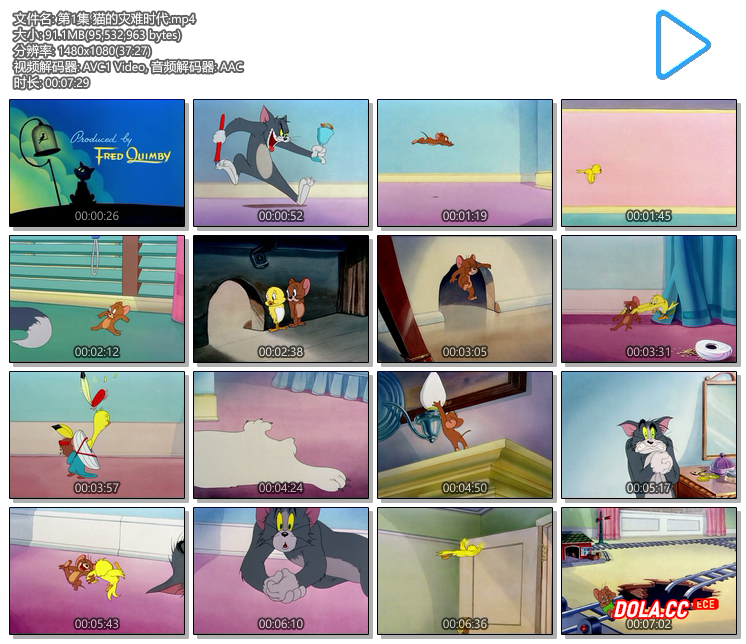 文件名: 第1集 猫的灾难时代.mp4
大小: 91.1MB(95,532,963 bytes)
分辨率: 1480x1080(37:27)
视频解码器: AVC1 Video, 音频解码器: AAC
时长: 00:07:29
Produced by
FRED QUIMBY
00:00:26
00:00:52
00:01:19
00:01:45
00:02:12
00:02:38
00:03:05
00:03:31
00:03:57
00:04:24
00:04:50
00:05:17
00:05:43
00:06:10
00:06:36
DOLA.CC ECE
00:07:02